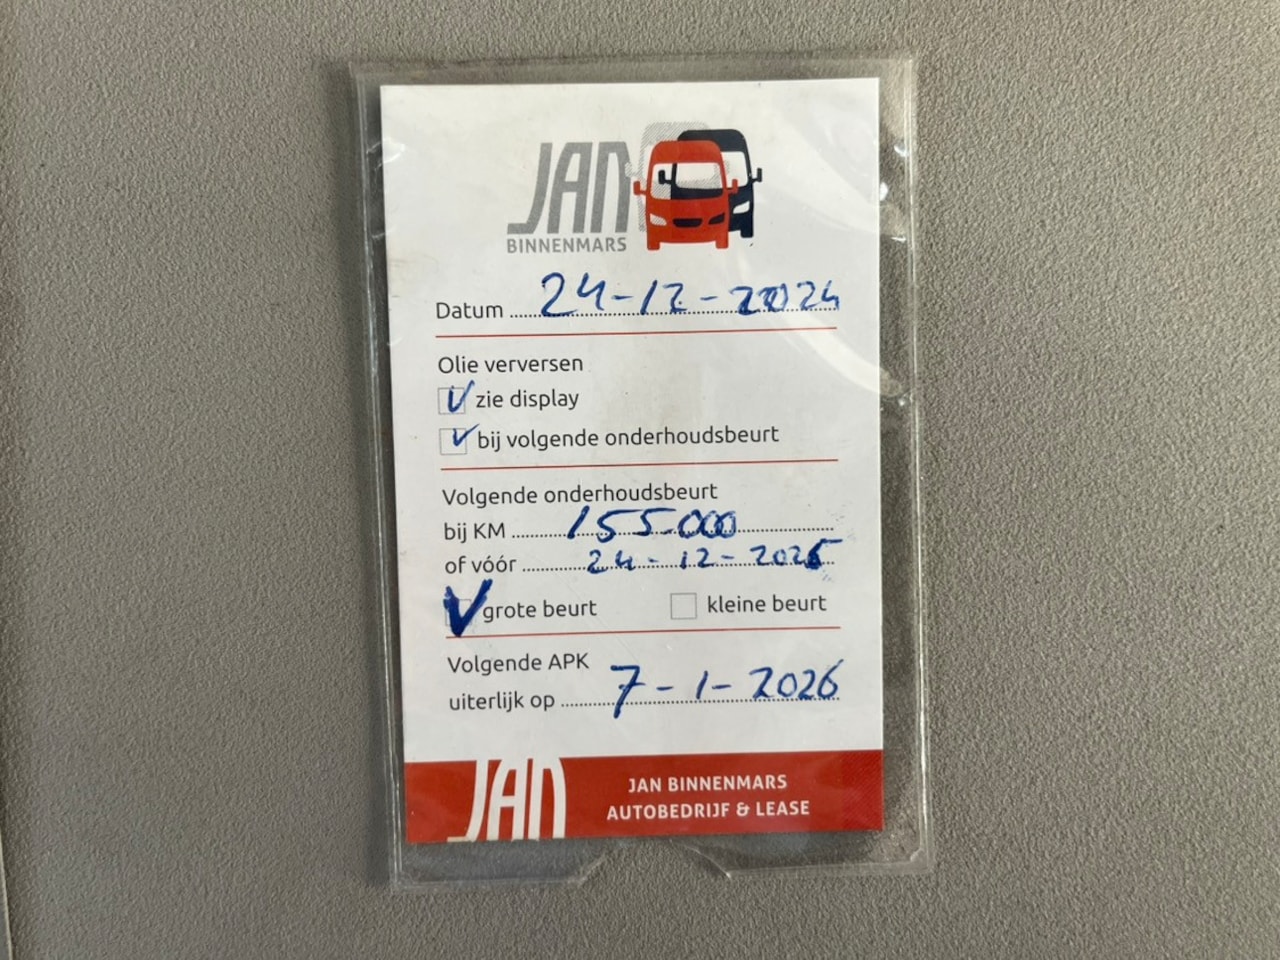 JAN
BINNENMARS
Datum 24-12-2024
Olie verversen
V zie display
V bij volgende onderhoudsbeurt
Volgende onderhoudsbeurt
bij KM 155.000
of vóór 24-12-2025
V grote beurt kleine beurt
Volgende APK
uiterlijk op 7-1-2026
JAN
JAN BINNENMARS
AUTOBEDRIJF & LEASE